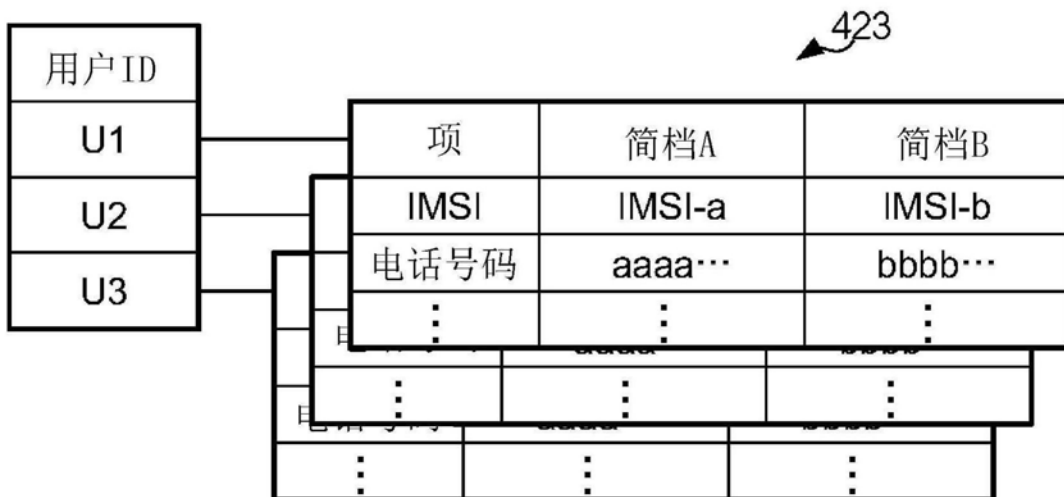 423
用户ID
U1
U2
U3
项 简档A 简档B
IMSI IMSI-a IMSI-b
电话号码 aaaa… bbbb…
⋮ ⋮ ⋮
⋮ ⋮ ⋮
⋮ ⋮ ⋮